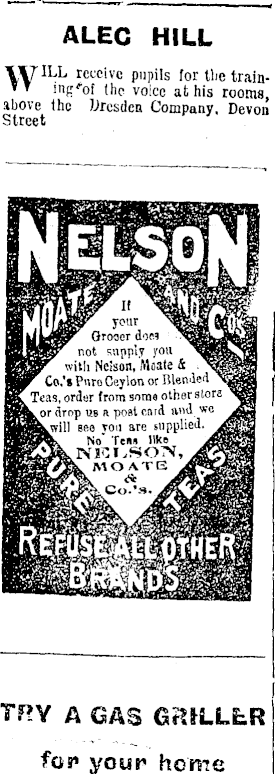 ALEC HILL
WILL receive pupils for the train-
ing of the voice at his rooms,
above the Dresden Company, Devon
Street
NELSON
MOATE AND Co's
If
your
Grocer does
not supply you
with Nelson, Moate &
Co.'s Pure Ceylon or Blended
Teas, order from some other store
or drop us a post card and we
will see you are supplied.
No Teas like
NELSON,
MOATE
&
Co.'s.
PURE TEAS
REFUSE ALL OTHER
BRANDS
TRY A GAS GRILLER
for your home